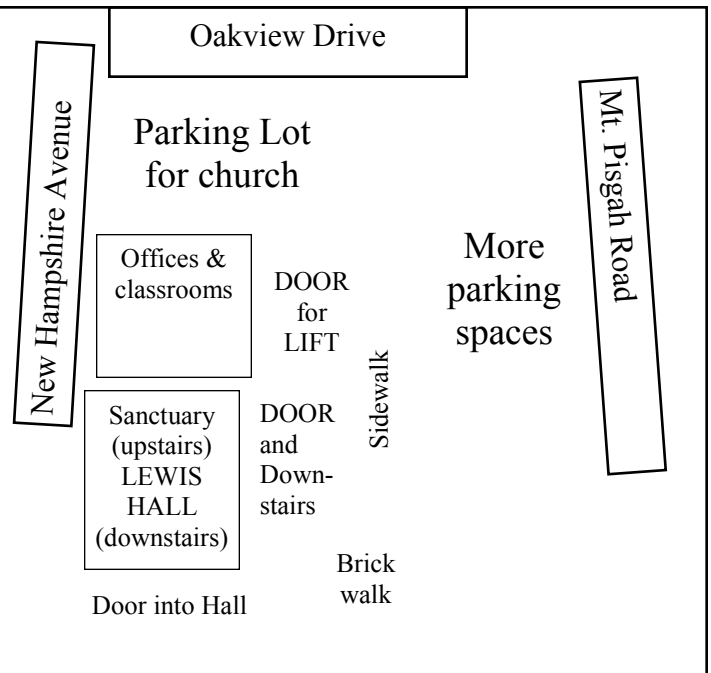 Oakview Drive
New Hampshire Avenue
Parking Lot
for church
Mt. Pisgah Road
Offices &
classrooms
DOOR
for
LIFT
More
parking
spaces
Sidewalk
Sanctuary
(upstairs)
LEWIS
HALL
(downstairs)
DOOR
and
Down-
stairs
Brick
walk
Door into Hall